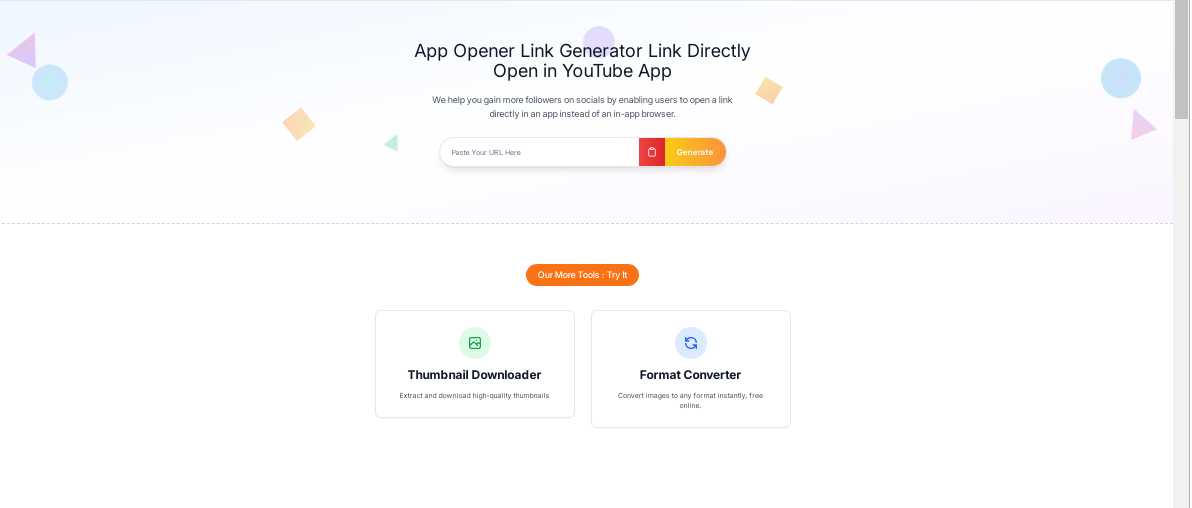 App Opener Link Generator Link Directly
Open in YouTube App
We help you gain more followers on socials by enabling users to open a link
directly in an app instead of an in-app browser.
Paste Your URL Here
Generate
Our More Tools : Try It
Thumbnail Downloader
Extract and download high-quality thumbnails
Format Converter
Convert images to any format instantly, free
online.